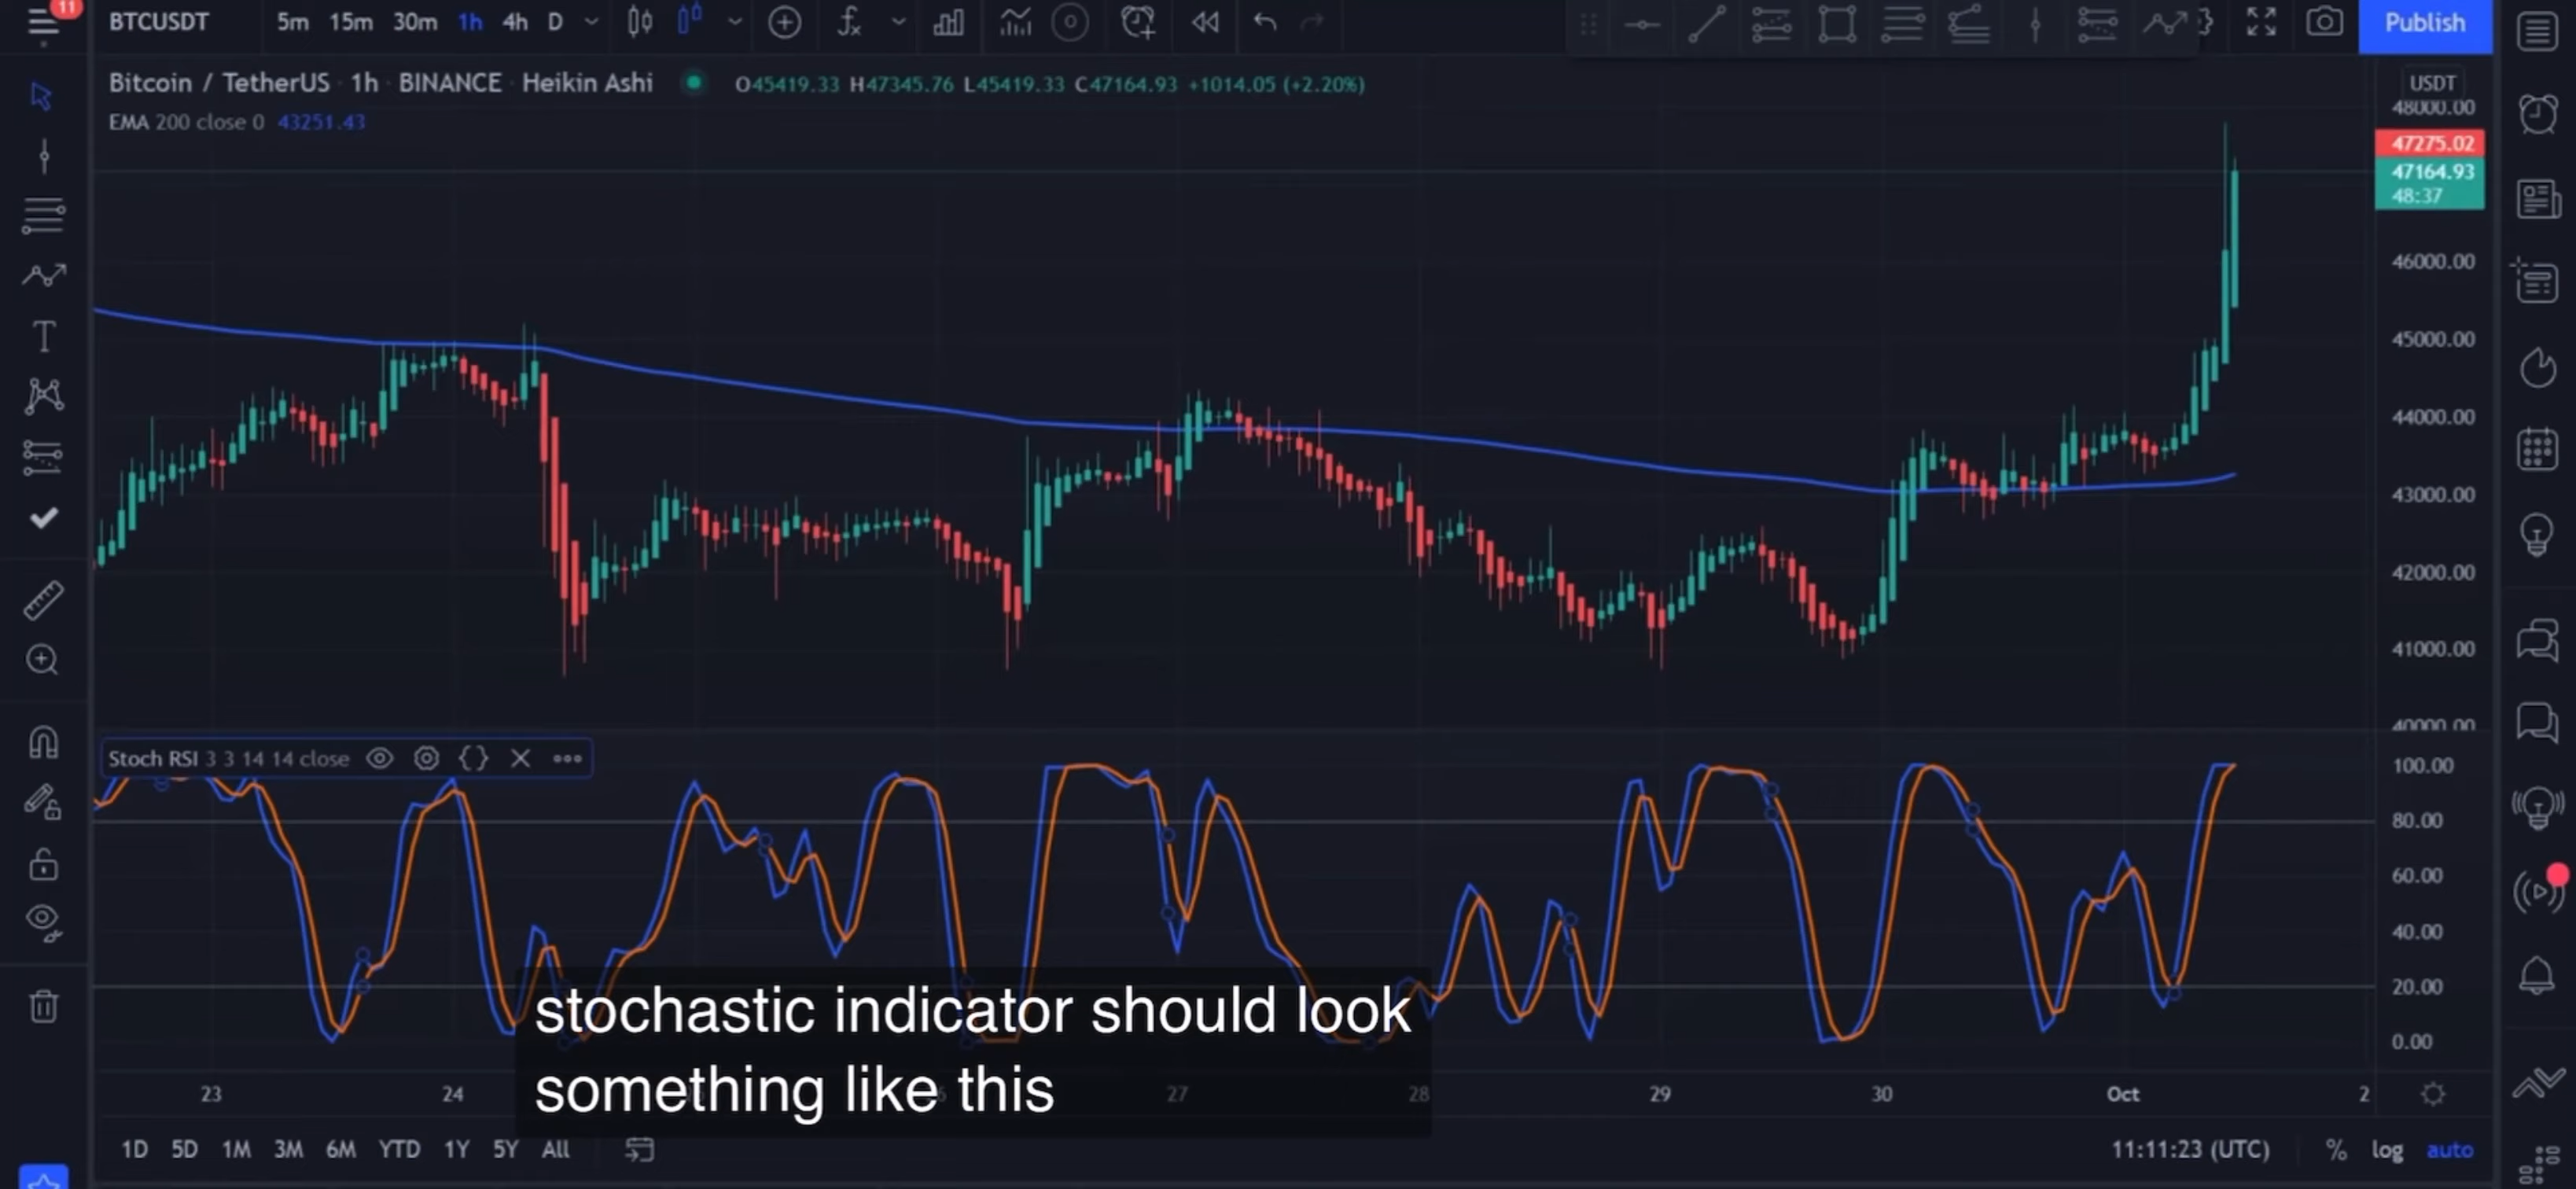 11
BTCUSDT 5m 15m 30m 1h 4h D Publish
Bitcoin / TetherUS · 1h · BINANCE · Heikin Ashi O45419.33 H47345.76 L45419.33 C47164.93 +1014.05 (+2.20%)
EMA 200 close 0 43251.43
USDT
48000.00
47275.02
47164.93
48:37
46000.00
45000.00
44000.00
43000.00
42000.00
41000.00
40000.00
Stoch RSI 3 3 14 14 close
100.00
80.00
60.00
40.00
20.00
0.00
stochastic indicator should look
something like this
23 24 27 28 29 30 Oct 2
1D 5D 1M 3M 6M YTD 1Y 5Y All 11:11:23 (UTC) % log auto